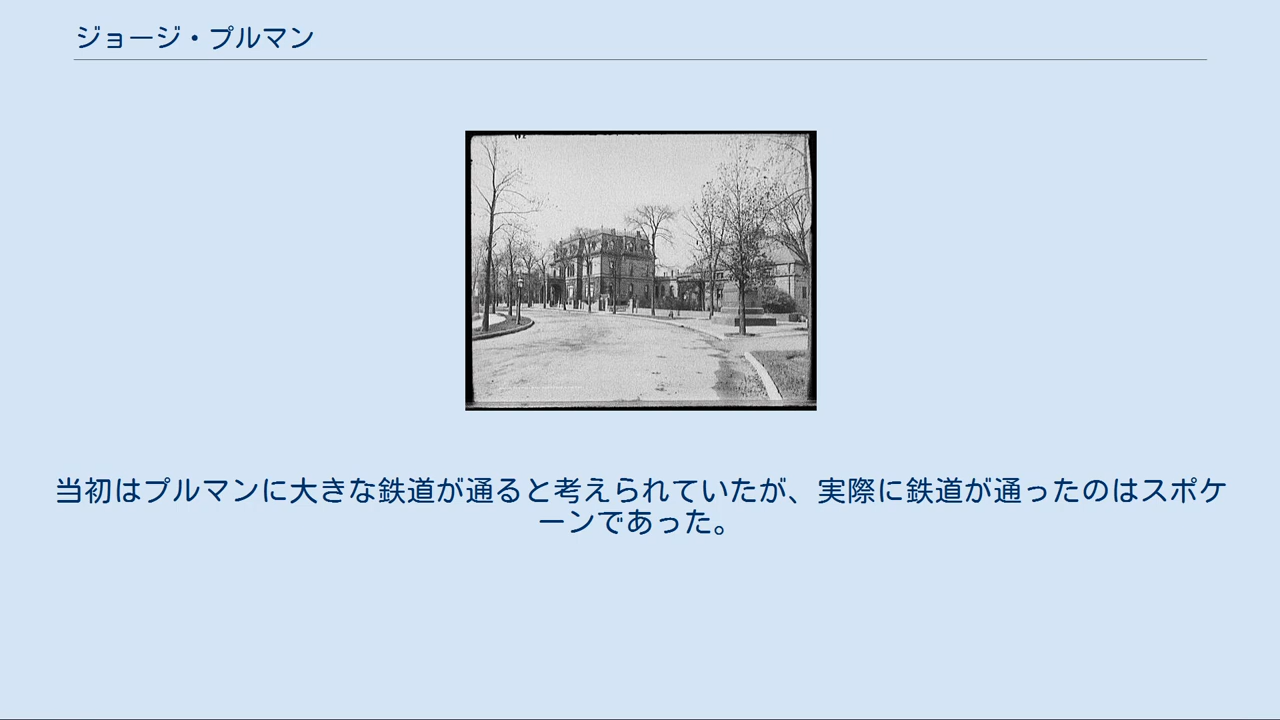 ジョージ・プルマン
当初はプルマンに大きな鉄道が通ると考えられていたが、実際に鉄道が通ったのはスポケ
ーンであった。